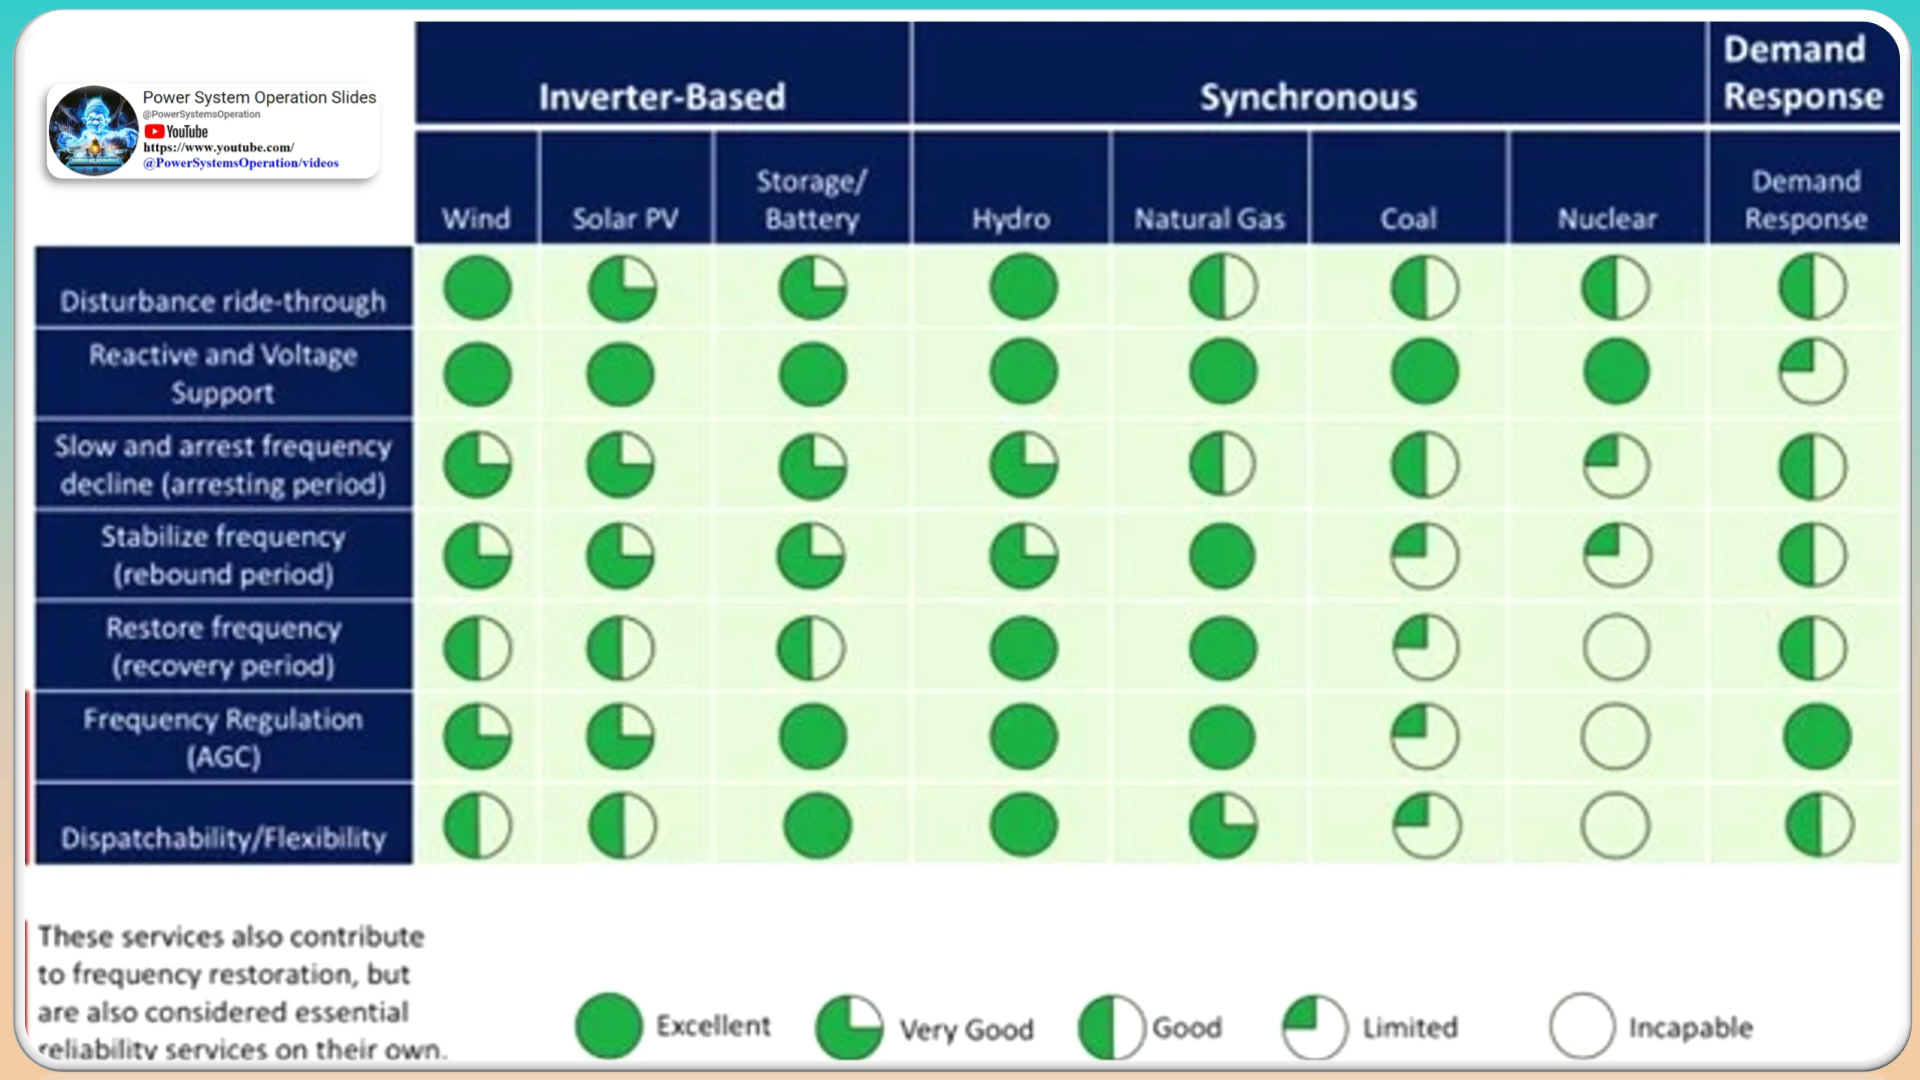 Power System Operation Slides
@PowerSystemsOperation
YouTube
https://www.youtube.com/
@PowerSystemsOperation/videos
Inverter-Based
Synchronous
Demand
Response
Wind
Solar PV
Storage/
Battery
Hydro
Natural Gas
Coal
Nuclear
Demand
Response
Disturbance ride-through
Reactive and Voltage
Support
Slow and arrest frequency
decline (arresting period)
Stabilize frequency
(rebound period)
Restore frequency
(recovery period)
Frequency Regulation
(AGC)
Dispatchability/Flexibility
These services also contribute
to frequency restoration, but
are also considered essential
reliability services on their own.
Excellent
Very Good
Good
Limited
Incapable